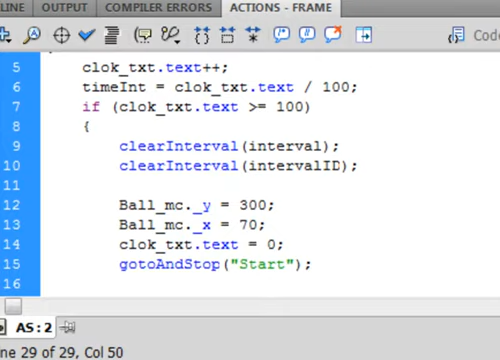 LINE OUTPUT COMPILER ERRORS ACTIONS - FRAME
Code
5 clok_txt.text++;
6 timeInt = clok_txt.text / 100;
7 if (clok_txt.text >= 100)
8 {
9 clearInterval(interval);
10 clearInterval(intervalID);
11
12 Ball_mc._y = 300;
13 Ball_mc._x = 70;
14 clok_txt.text = 0;
15 gotoAndStop("Start");
16
AS:2
ne 29 of 29, Col 50